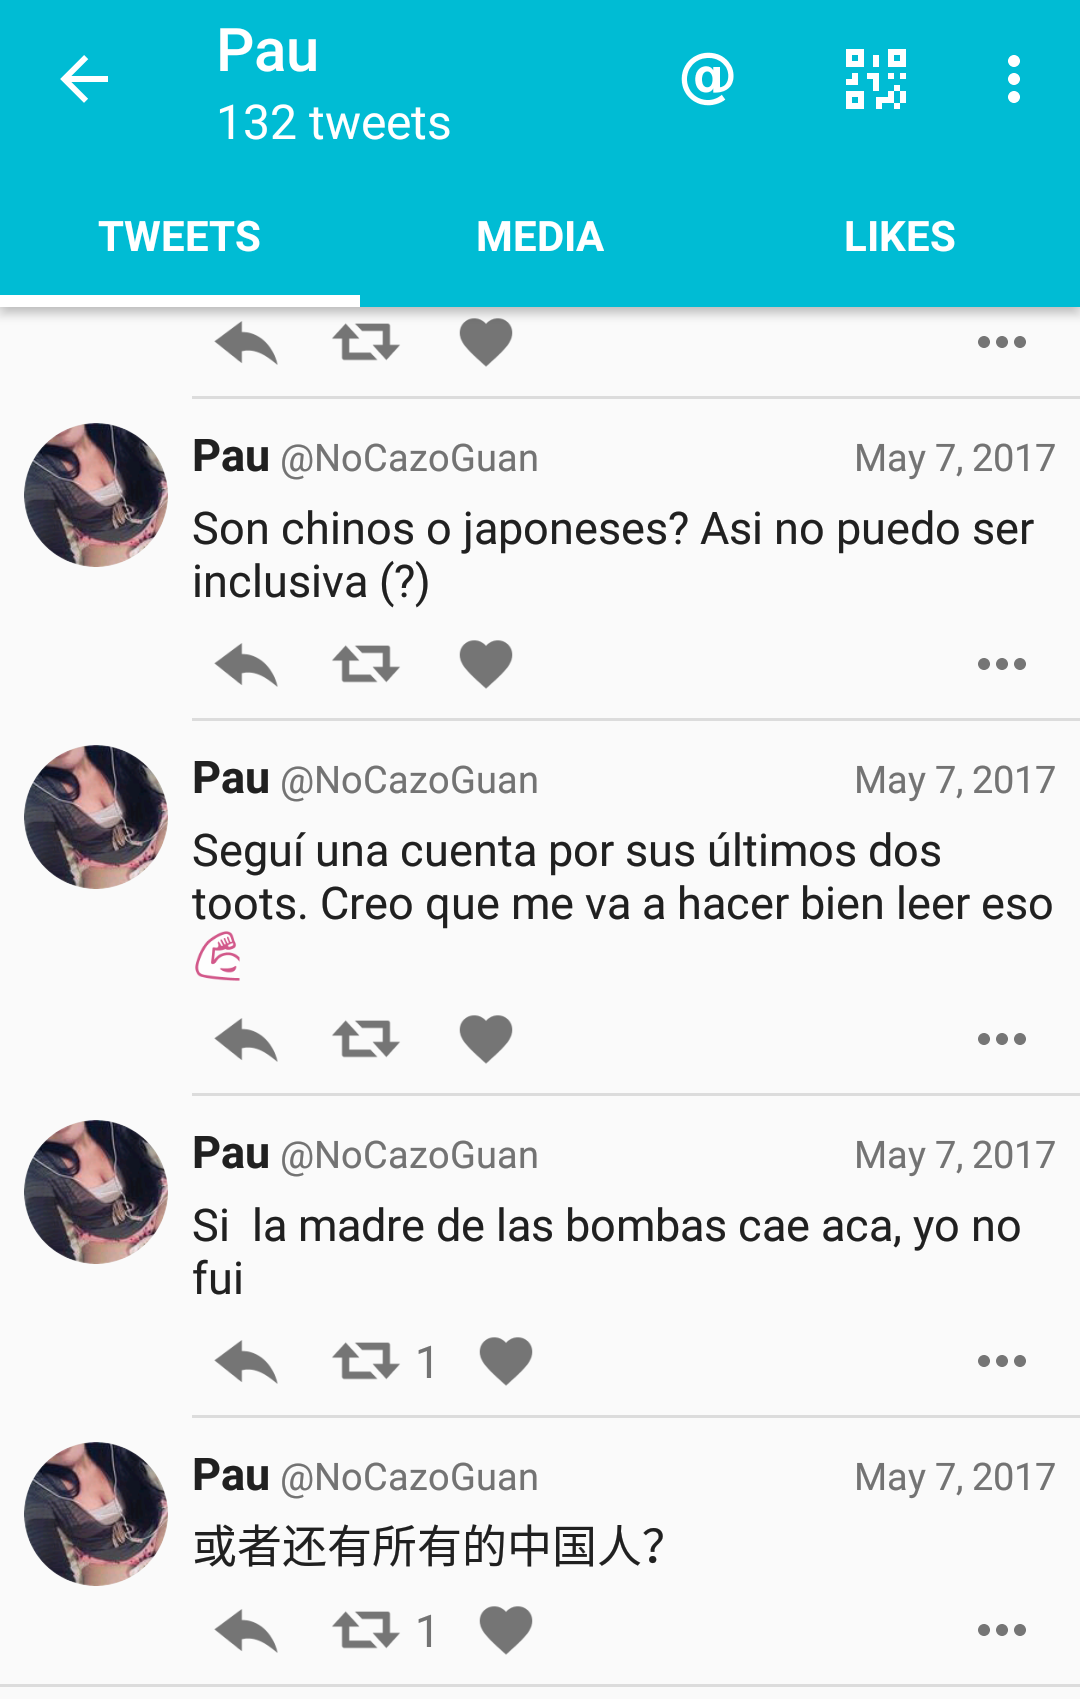 Pau
132 tweets
@
TWEETS
MEDIA
LIKES
Pau @NoCazoGuan May 7, 2017
Son chinos o japoneses? Asi no puedo ser
inclusiva (?)
Pau @NoCazoGuan May 7, 2017
Seguí una cuenta por sus últimos dos
toots. Creo que me va a hacer bien leer eso
💪
Pau @NoCazoGuan May 7, 2017
Si  la madre de las bombas cae aca, yo no
fui
1
Pau @NoCazoGuan May 7, 2017
或者还有所有的中国人?
1